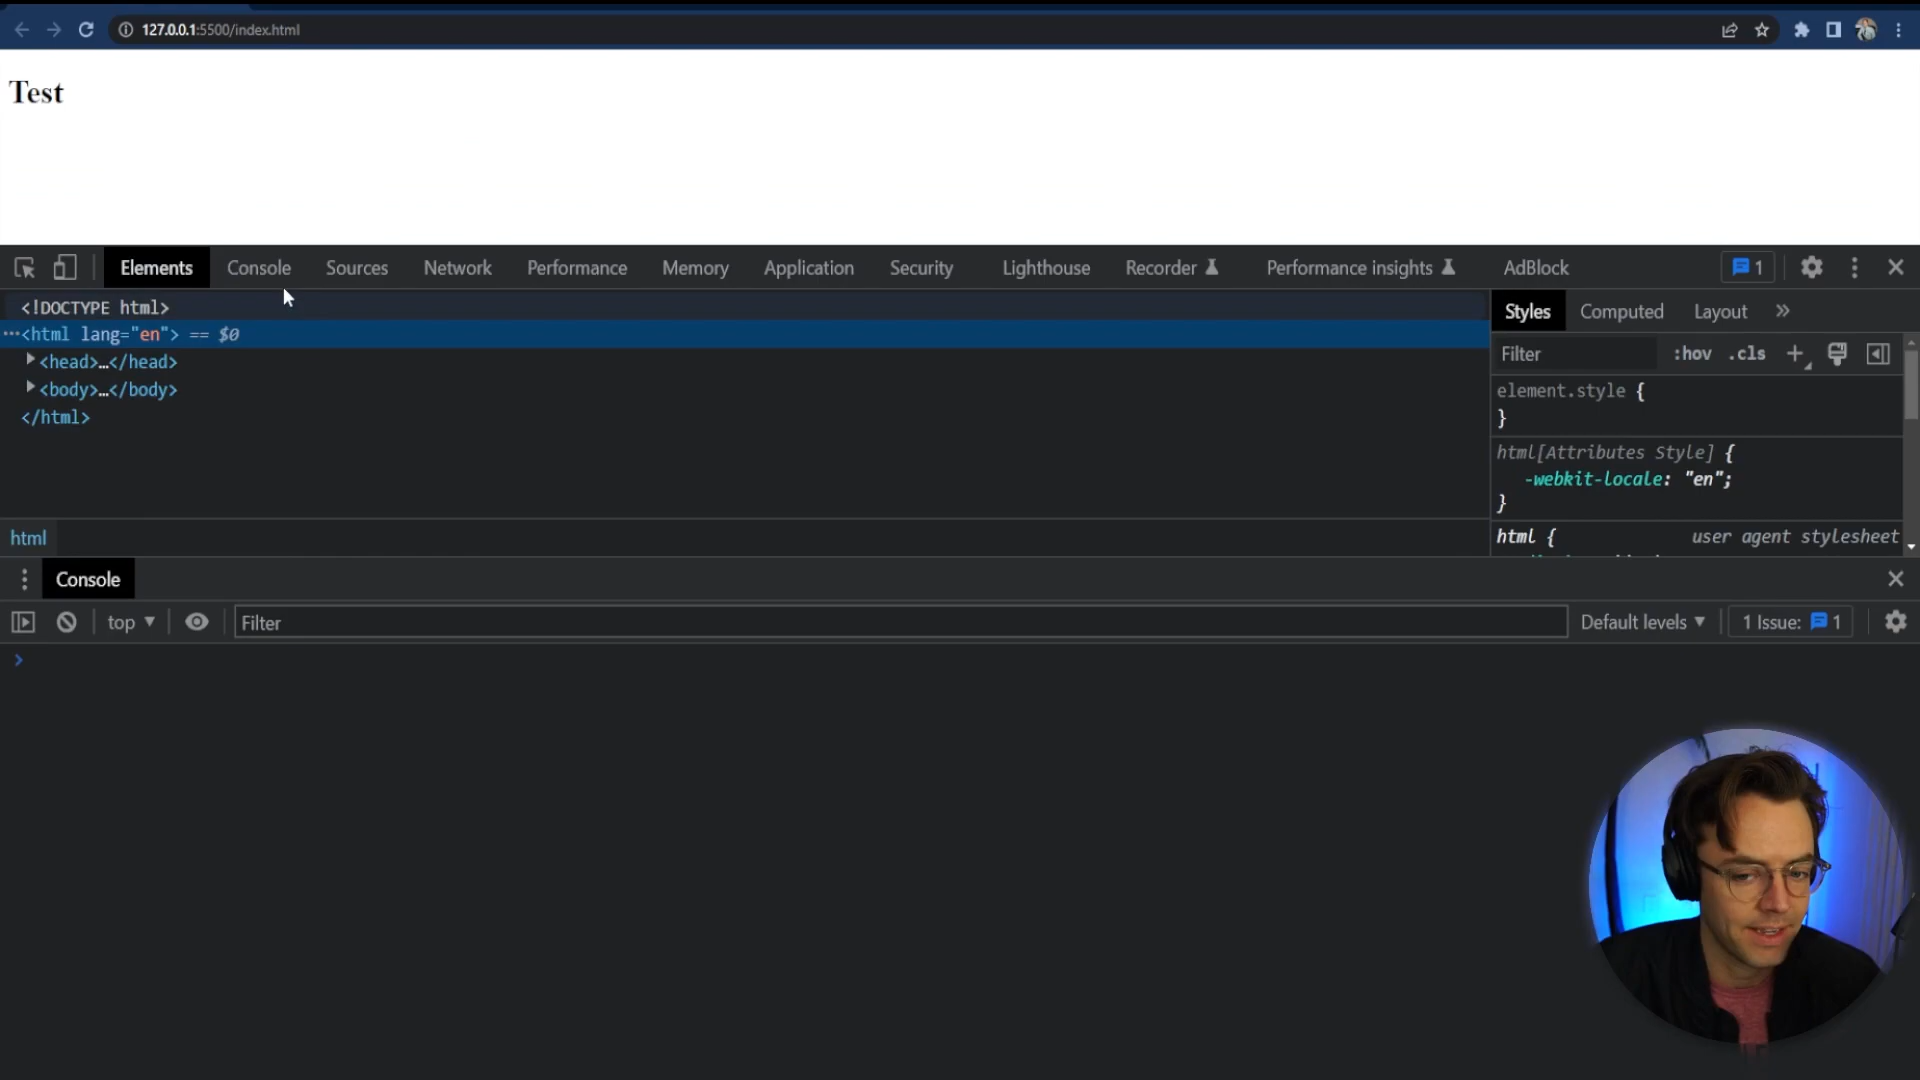 127.0.0.1:5500/index.html
Test
Elements Console Sources Network Performance Memory Application Security Lighthouse Recorder Performance insights AdBlock 1
<!DOCTYPE html>
…<html lang="en"> == $0
<head>…</head>
<body>…</body>
</html>
html
Styles Computed Layout »
Filter :hov .cls +
element.style {
}
html[Attributes Style] {
-webkit-locale: "en";
}
html { user agent stylesheet
Console
top ▼ Filter Default levels ▼ 1 Issue: 1
>